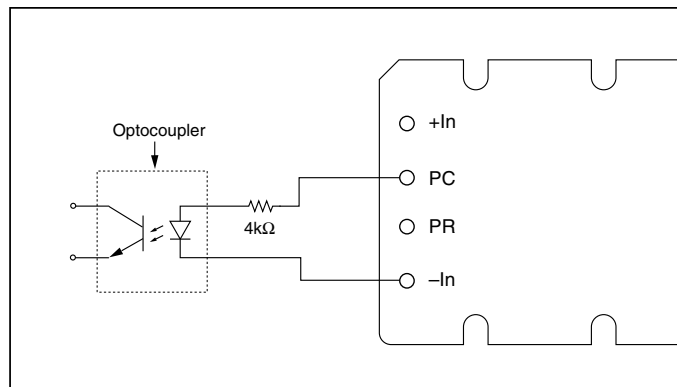 Optocoupler
4kΩ
+In
PC
PR
–In